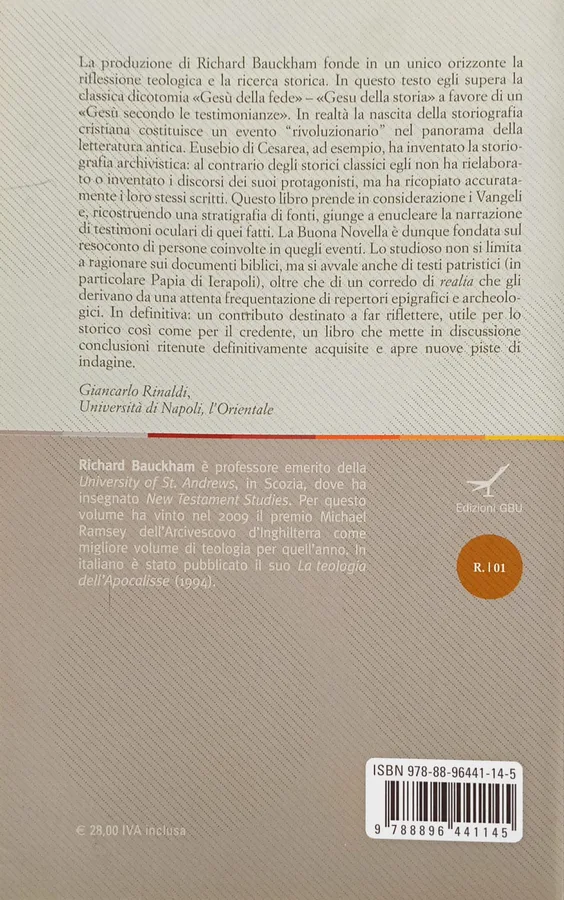 La produzione di Richard Bauckham fonde in un unico orizzonte la
riflessione teologica e la ricerca storica. In questo testo egli supera la
classica dicotomia «Gesù della fede» – «Gesu della storia» a favore di un
«Gesù secondo le testimonianze». In realtà la nascita della storiografia
cristiana costituisce un evento “rivoluzionario” nel panorama della
letteratura antica. Eusebio di Cesarea, ad esempio, ha inventato la storio-
grafia archivistica: al contrario degli storici classici egli non ha rielabora-
to o inventato i discorsi dei suoi protagonisti, ma ha ricopiato accurata-
mente i loro stessi scritti. Questo libro prende in considerazione i Vangeli
e, ricostruendo una stratigrafia di fonti, giunge a enucleare la narrazione
di testimoni oculari di quei fatti. La Buona Novella è dunque fondata sul
resoconto di persone coinvolte in quegli eventi. Lo studioso non si limita
a ragionare sui documenti biblici, ma si avvale anche di testi patristici (in
particolare Papia di Ierapoli), oltre che di un corredo di realia che gli
derivano da una attenta frequentazione di repertori epigrafici e archeolo-
gici. In definitiva: un contributo destinato a far riflettere, utile per lo
storico così come per il credente, un libro che mette in discussione
conclusioni ritenute definitivamente acquisite e apre nuove piste di
indagine.
Giancarlo Rinaldi,
Università di Napoli, l'Orientale
Richard Bauckham è professore emerito della
University of St. Andrews, in Scozia, dove ha
insegnato New Testament Studies. Per questo
volume ha vinto nel 2009 il premio Michael
Ramsey dell'Arcivescovo d'Inghilterra come
migliore volume di teologia per quell'anno. In
italiano è stato pubblicato il suo La teologia
dell'Apocalisse (1994).
Edizioni GBU
R. | 01
ISBN 978-88-96441-14-5
9 788896 441145
€ 28,00 IVA inclusa